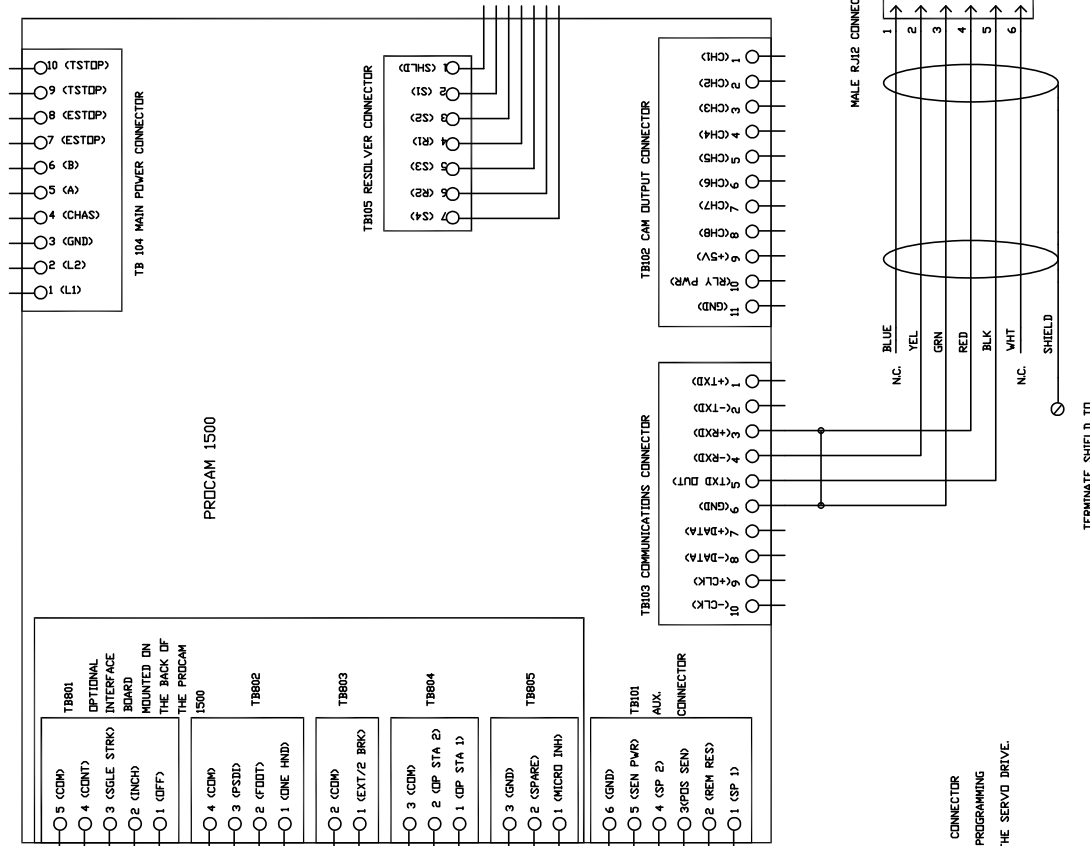 10 (TSTOP)
9 (TSTOP)
8 (ESTOP)
7 (ESTOP)
6 (B)
5 (A)
4 (CHAS)
3 (GND)
2 (L2)
1 (L1)
TB 104 MAIN POWER CONNECTOR
TB105 RESOLVER CONNECTOR
1 (SHLD)
2 (S1)
3 (S2)
4 (R1)
5 (S3)
6 (R2)
7 (S4)
TB102 CAM OUTPUT CONNECTOR
(CH1) 1
(CH2) 2
(CH3) 3
(CH4) 4
(CH5) 5
(CH6) 6
(CH7) 7
(CH8) 8
(+5V) 9
(RLY PWR) 10
(GND) 11
MALE RJ12
1
2
3
4
5
6
BLUE
YEL
GRN
RED
BLK
WHT
SHIELD
N.C.
N.C.
PROCAM 1500
TB103 COMMUNICATIONS CONNECTOR
(+TXD) 1
(-TXD) 2
(+RXD) 3
(-RXD) 4
(TXD OUT) 5
(GND) 6
(+DATA) 7
(-DATA) 8
(+CLK) 9
(-CLK) 10
TERMINATE SHIELD TO
TB801
OPTIONAL
INTERFACE
BOARD
MOUNTED ON
THE BACK OF
THE PROCAM
1500
5 (COM)
4 (CONT)
3 (SGLE STRK)
2 (INCH)
1 (OFF)
TB802
4 (COM)
3 (PSDI)
2 (FOOT)
1 (ONE HND)
TB803
2 (COM)
1 (EXT/2 BRK)
TB804
3 (COM)
2 (OP STA 2)
1 (OP STA 1)
TB805
3 (GND)
2 (SPARE)
1 (MICRO INH)
TB101
AUX.
CONNECTOR
6 (GND)
5 (SEN PWR)
4 (SP 2)
3(POS SEN)
2 (REM RES)
1 (SP 1)
CONNECTOR
PROGRAMMING
THE SERVO DRIVE.